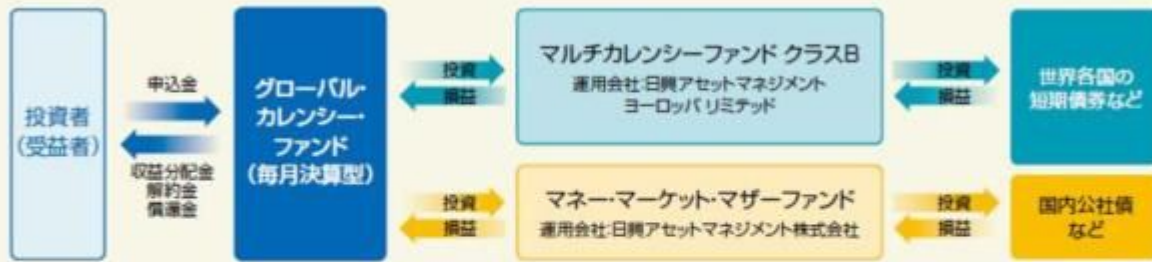 投資者
(受益者)
申込金
収益分配金
解約金
償還金
グローバル・
カレンシー・
ファンド
(毎月決算型)
投資
損益
マルチカレンシーファンド クラスB
運用会社:日興アセットマネジメント
ヨーロッパ リミテッド
投資
損益
世界各国の
短期債券など
投資
損益
マネー・マーケット・マザーファンド
運用会社:日興アセットマネジメント株式会社
投資
損益
国内公社債
など